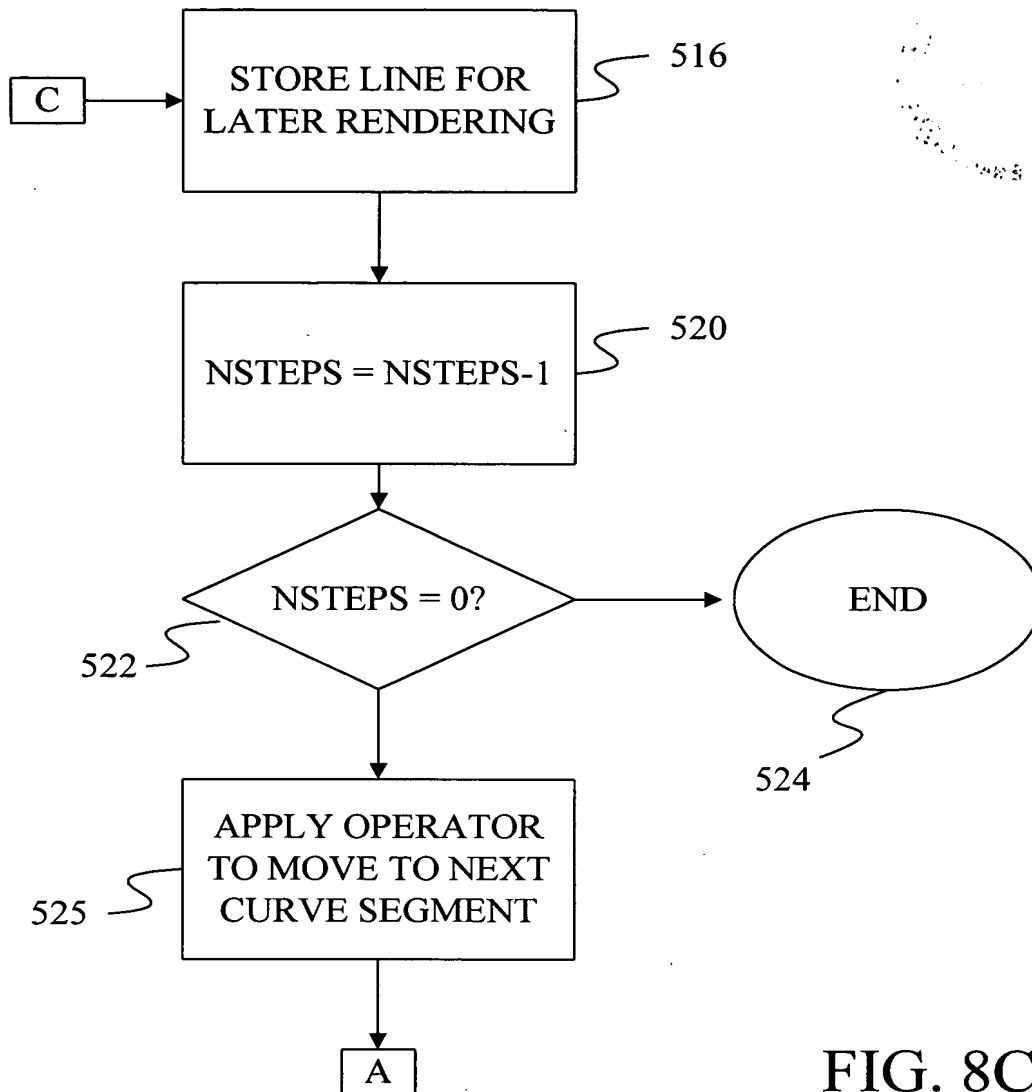 C
STORE LINE FOR
LATER RENDERING
516
NSTEPS = NSTEPS-1
520
NSTEPS = 0?
522
END
524
APPLY OPERATOR
TO MOVE TO NEXT
CURVE SEGMENT
525
A
FIG. 8C